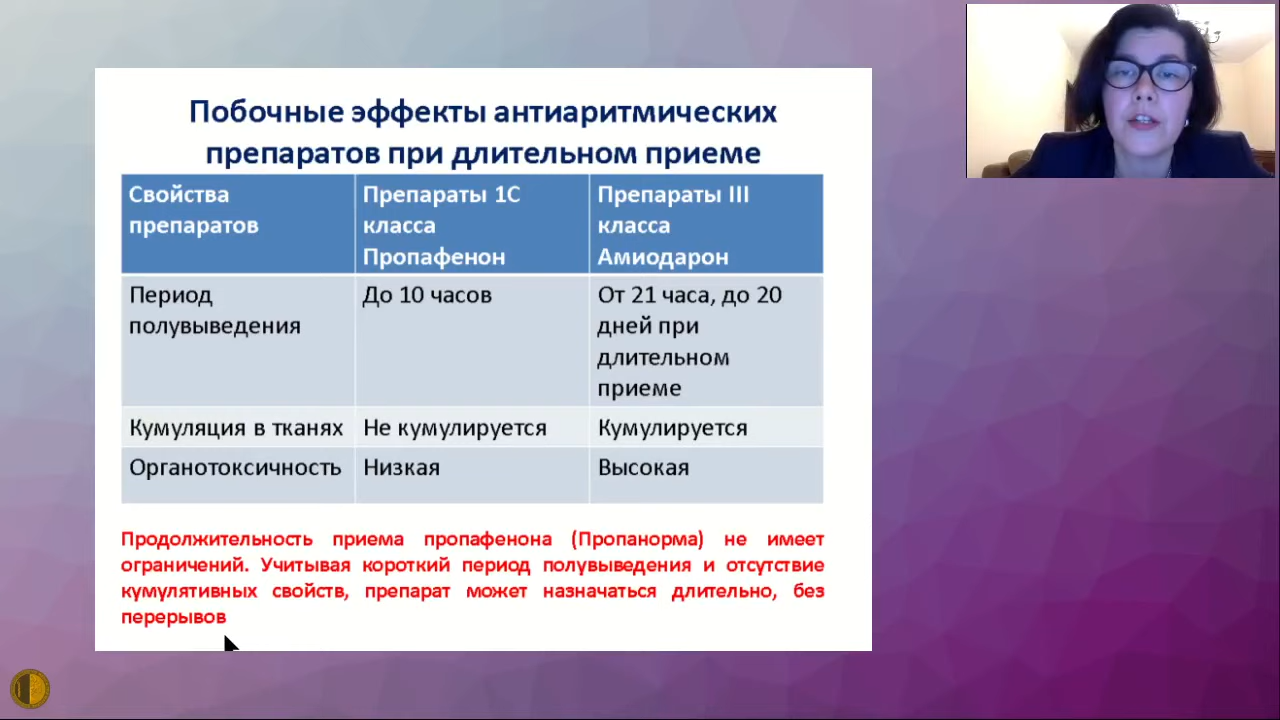 Побочные эффекты антиаритмических
препаратов при длительном приеме
Свойства
препаратов
Препараты 1С
класса
Пропафенон
Препараты III
класса
Амиодарон
Период
полувыведения
До 10 часов
От 21 часа, до 20
дней при
длительном
приеме
Кумуляция в тканях
Не кумулируется
Кумулируется
Органотоксичность
Низкая
Высокая
Продолжительность приема пропафенона (Пропанорма) не имеет
ограничений. Учитывая короткий период полувыведения и отсутствие
кумулятивных свойств, препарат может назначаться длительно, без
перерывов